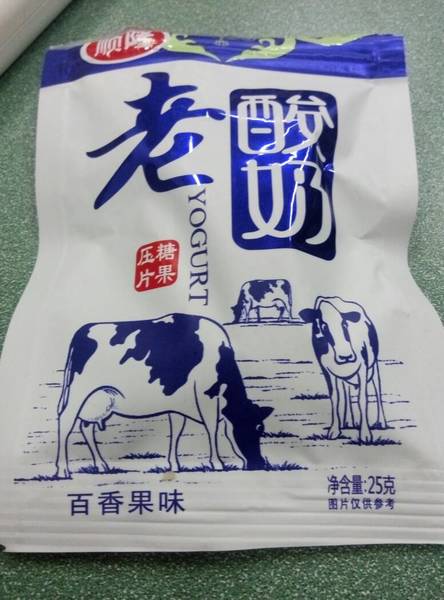 顺隆
老
酸奶
YOGURT
压片糖果
百香果味
净含量:25克
图片仅供参考